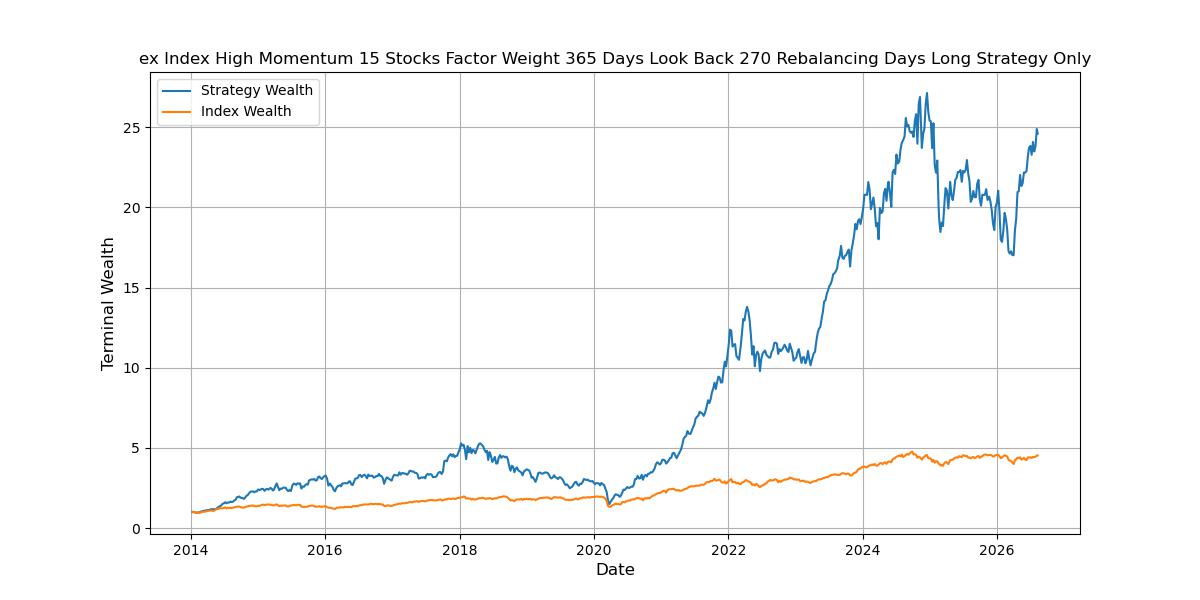 ex Index High Momentum 15 Stocks Factor Weight 365 Days Look Back 270 Rebalancing Days Long Strategy Only
Strategy Wealth
Index Wealth
Terminal Wealth
25
20
15
10
5
0
2014
2016
2018
2020
2022
2024
2026
Date